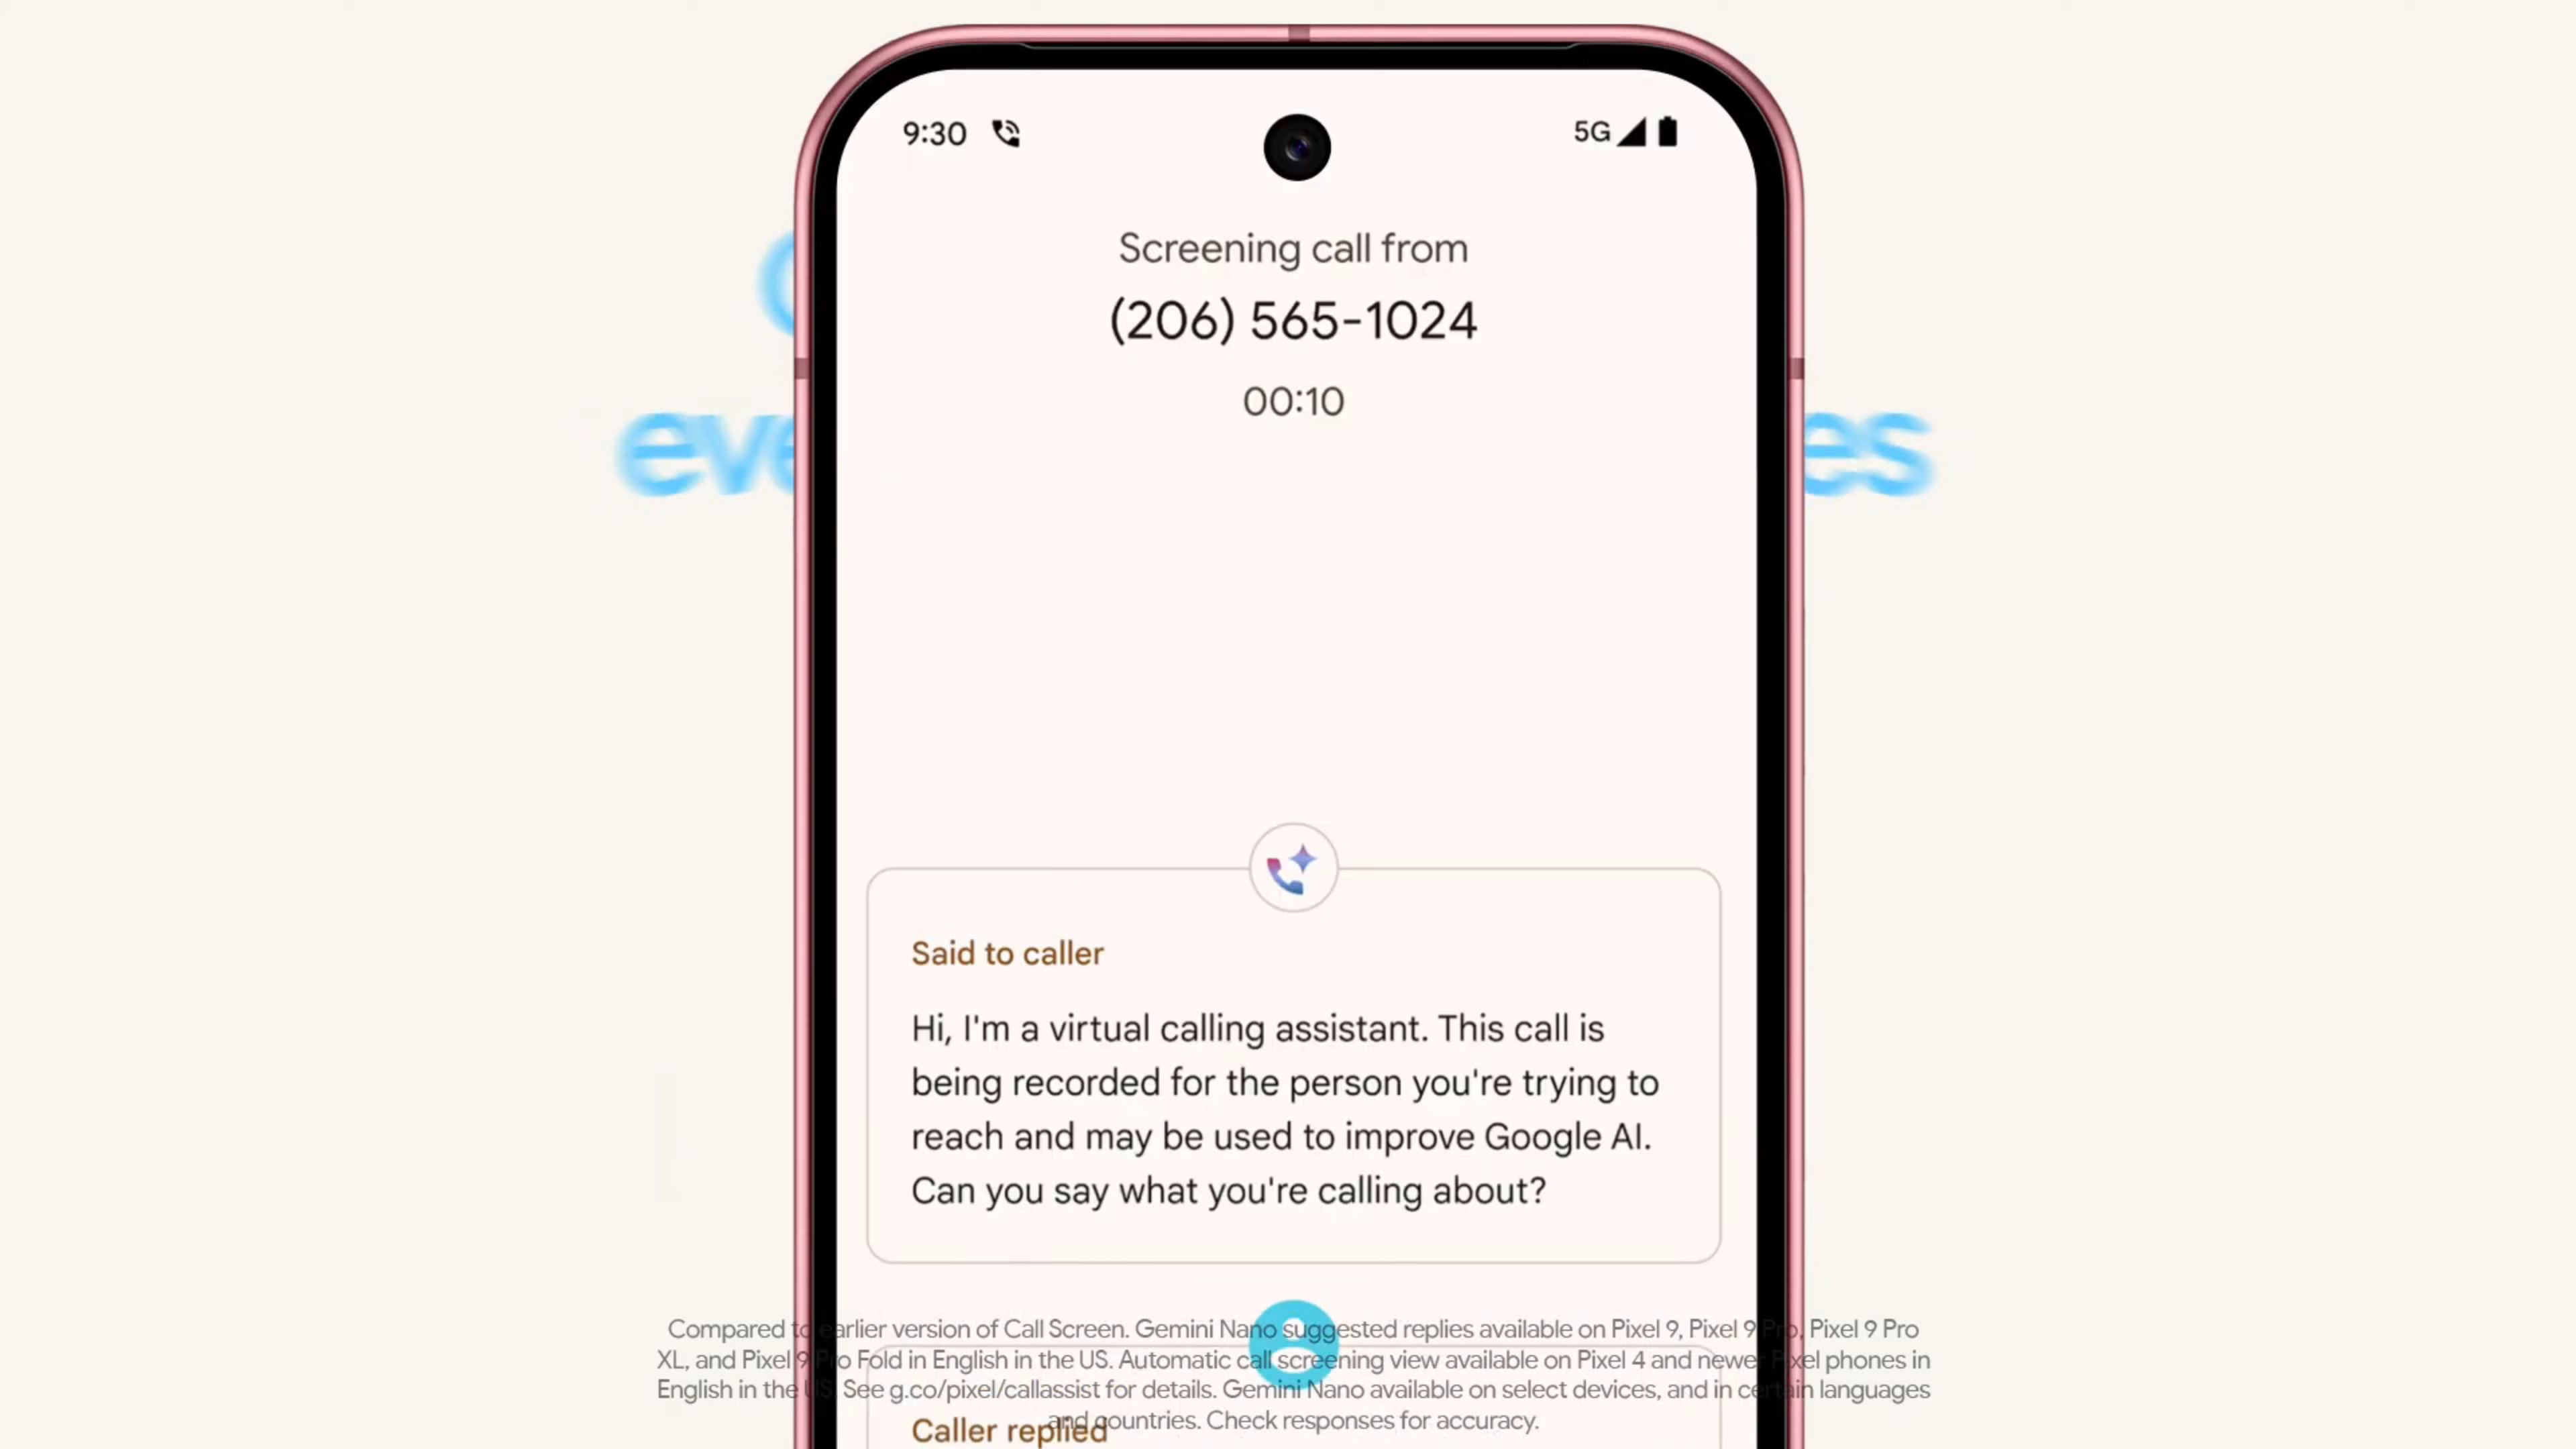 9:30
5G
Screening call from
(206) 565-1024
00:10
Said to caller
Hi, I'm a virtual calling assistant. This call is
being recorded for the person you're trying to
reach and may be used to improve Google AI.
Can you say what you're calling about?
Compared to earlier version of Call Screen. Gemini Nano suggested replies available on Pixel 9, Pixel 9 Pro, Pixel 9 Pro
XL, and Pixel 9 Pro Fold in English in the US. Automatic call screening view available on Pixel 4 and newer Pixel phones in
English in the US. See g.co/pixel/callassist for details. Gemini Nano available on select devices, and in certain languages
and countries. Check responses for accuracy.
Caller replied